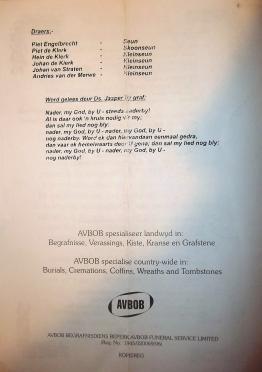 Draers:-
Piet Engelbrecht - Seun
Piet de Klerk - Skoonseun
Hein de Klerk - Kleinseun
Johan de Klerk - Kleinseun
Johan van Straten - Kleinseun
Andries van der Merwe - Kleinseun
Word gelees deur Ds. Jasper by graf:
Nader, my God, by U - steeds naderby!
Al is daar ook 'n kruis nodig vir my;
dan sal my lied nog bly:
nader, my God, by U - nader, my God, by U -
nog naderby. Word ek dan hiervandaan eenmaal gedra,
dan vaar ek hemelwaarts deur U gena; dan sal my lied nog bly:
nader, my God, by U - nader, my God, by U -
nog naderby!
AVBOB spesialiseer landwyd in:
Begrafnisse, Verassings, Kiste, Kranse en Grafstene
AVBOB specialise country-wide in:
Burials, Cremations, Coffins, Wreaths and Tombstones
AVBOB
AVBOB BEGRAFNISDIENS BEPERK/AVBOB FUNERAL SERVICE LIMITED
(Reg. No.